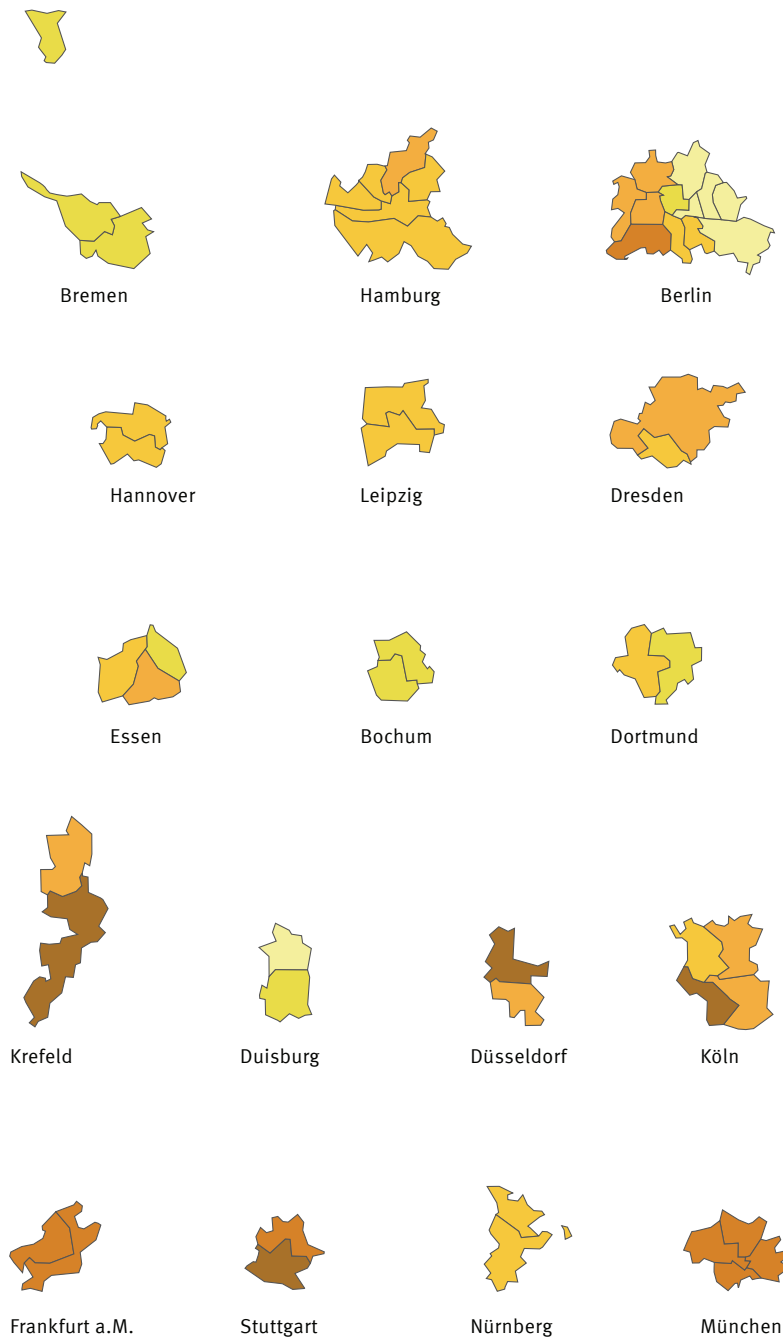 Bremen
Hamburg
Berlin
Hannover
Leipzig
Dresden
Essen
Bochum
Dortmund
Krefeld
Duisburg
Düsseldorf
Köln
Frankfurt a.M.
Stuttgart
Nürnberg
München